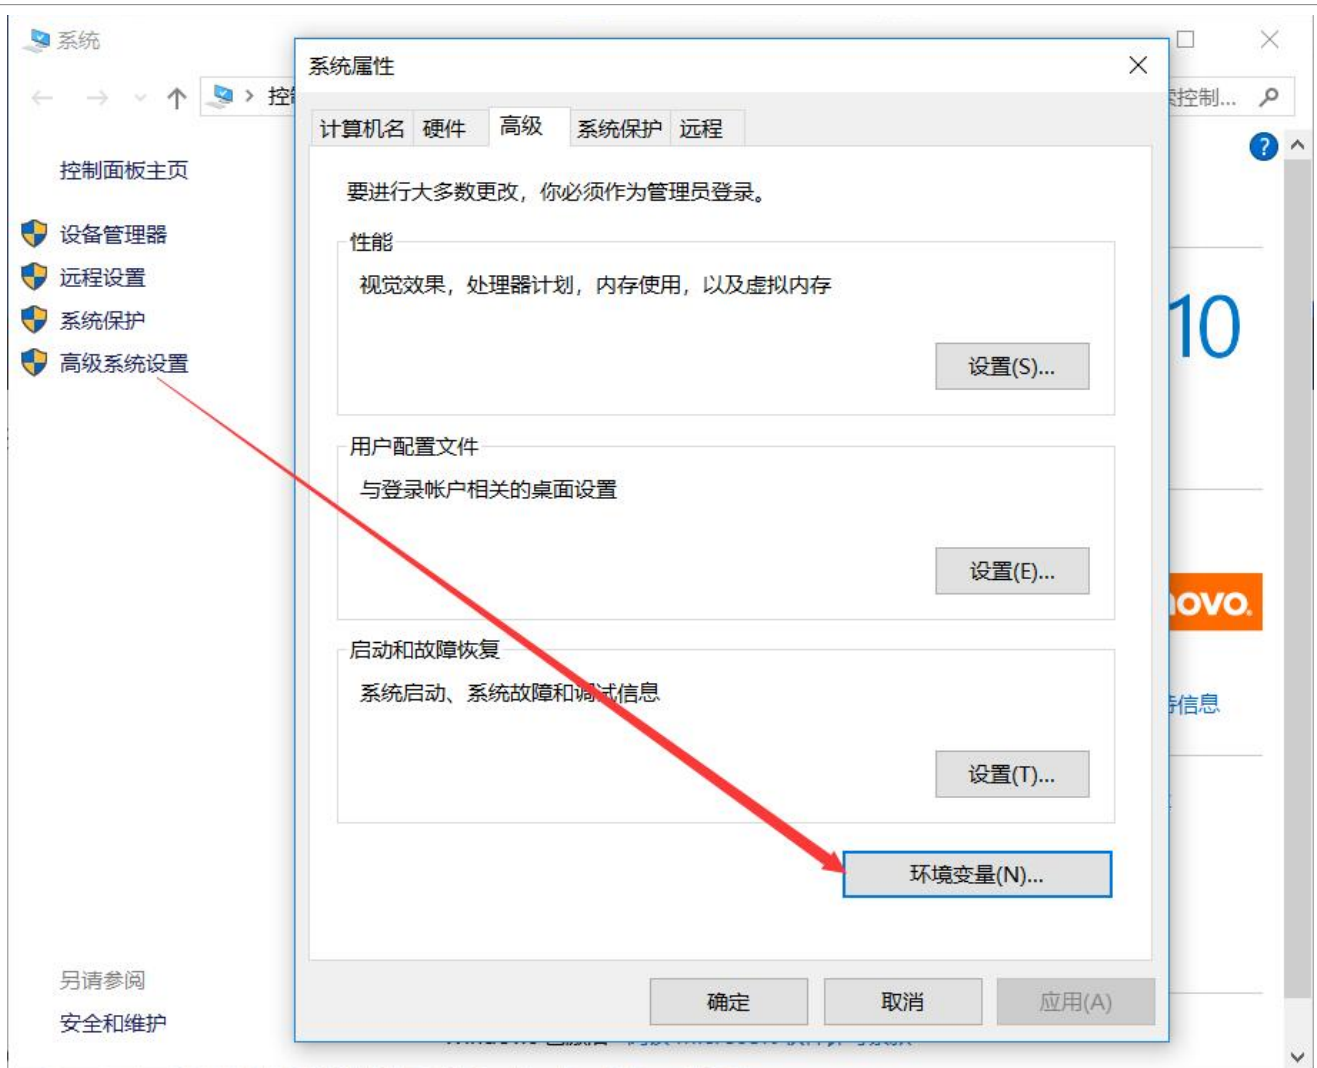 系统
系统属性
控
索控制...
计算机名 硬件 高级 系统保护 远程
控制面板主页
要进行大多数更改，你必须作为管理员登录。
设备管理器
远程设置
系统保护
高级系统设置
性能
视觉效果，处理器计划，内存使用，以及虚拟内存
10
设置(S)...
用户配置文件
与登录帐户相关的桌面设置
设置(E)...
novo.
启动和故障恢复
系统启动、系统故障和调试信息
信息
设置(T)...
环境变量(N)...
另请参阅
安全和维护
确定 取消 应用(A)